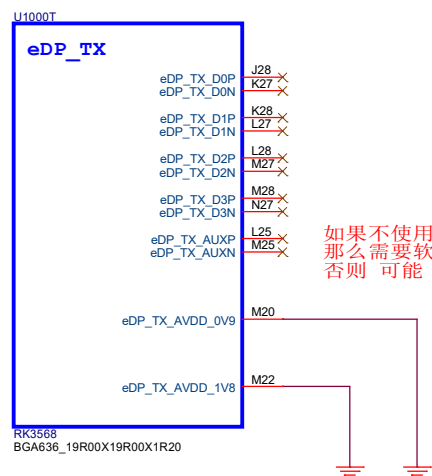 U1000T
eDP_TX
eDP_TX_D0P J28
eDP_TX_D0N K27
eDP_TX_D1P K28
eDP_TX_D1N L27
eDP_TX_D2P L28
eDP_TX_D2N M27
eDP_TX_D3P M28
eDP_TX_D3N N27
eDP_TX_AUXP L25
eDP_TX_AUXN M25
如果不使用
那么需要软
否则 可能
eDP_TX_AVDD_0V9 M20
eDP_TX_AVDD_1V8 M22
RK3568
BGA636_19R00X19R00X1R20